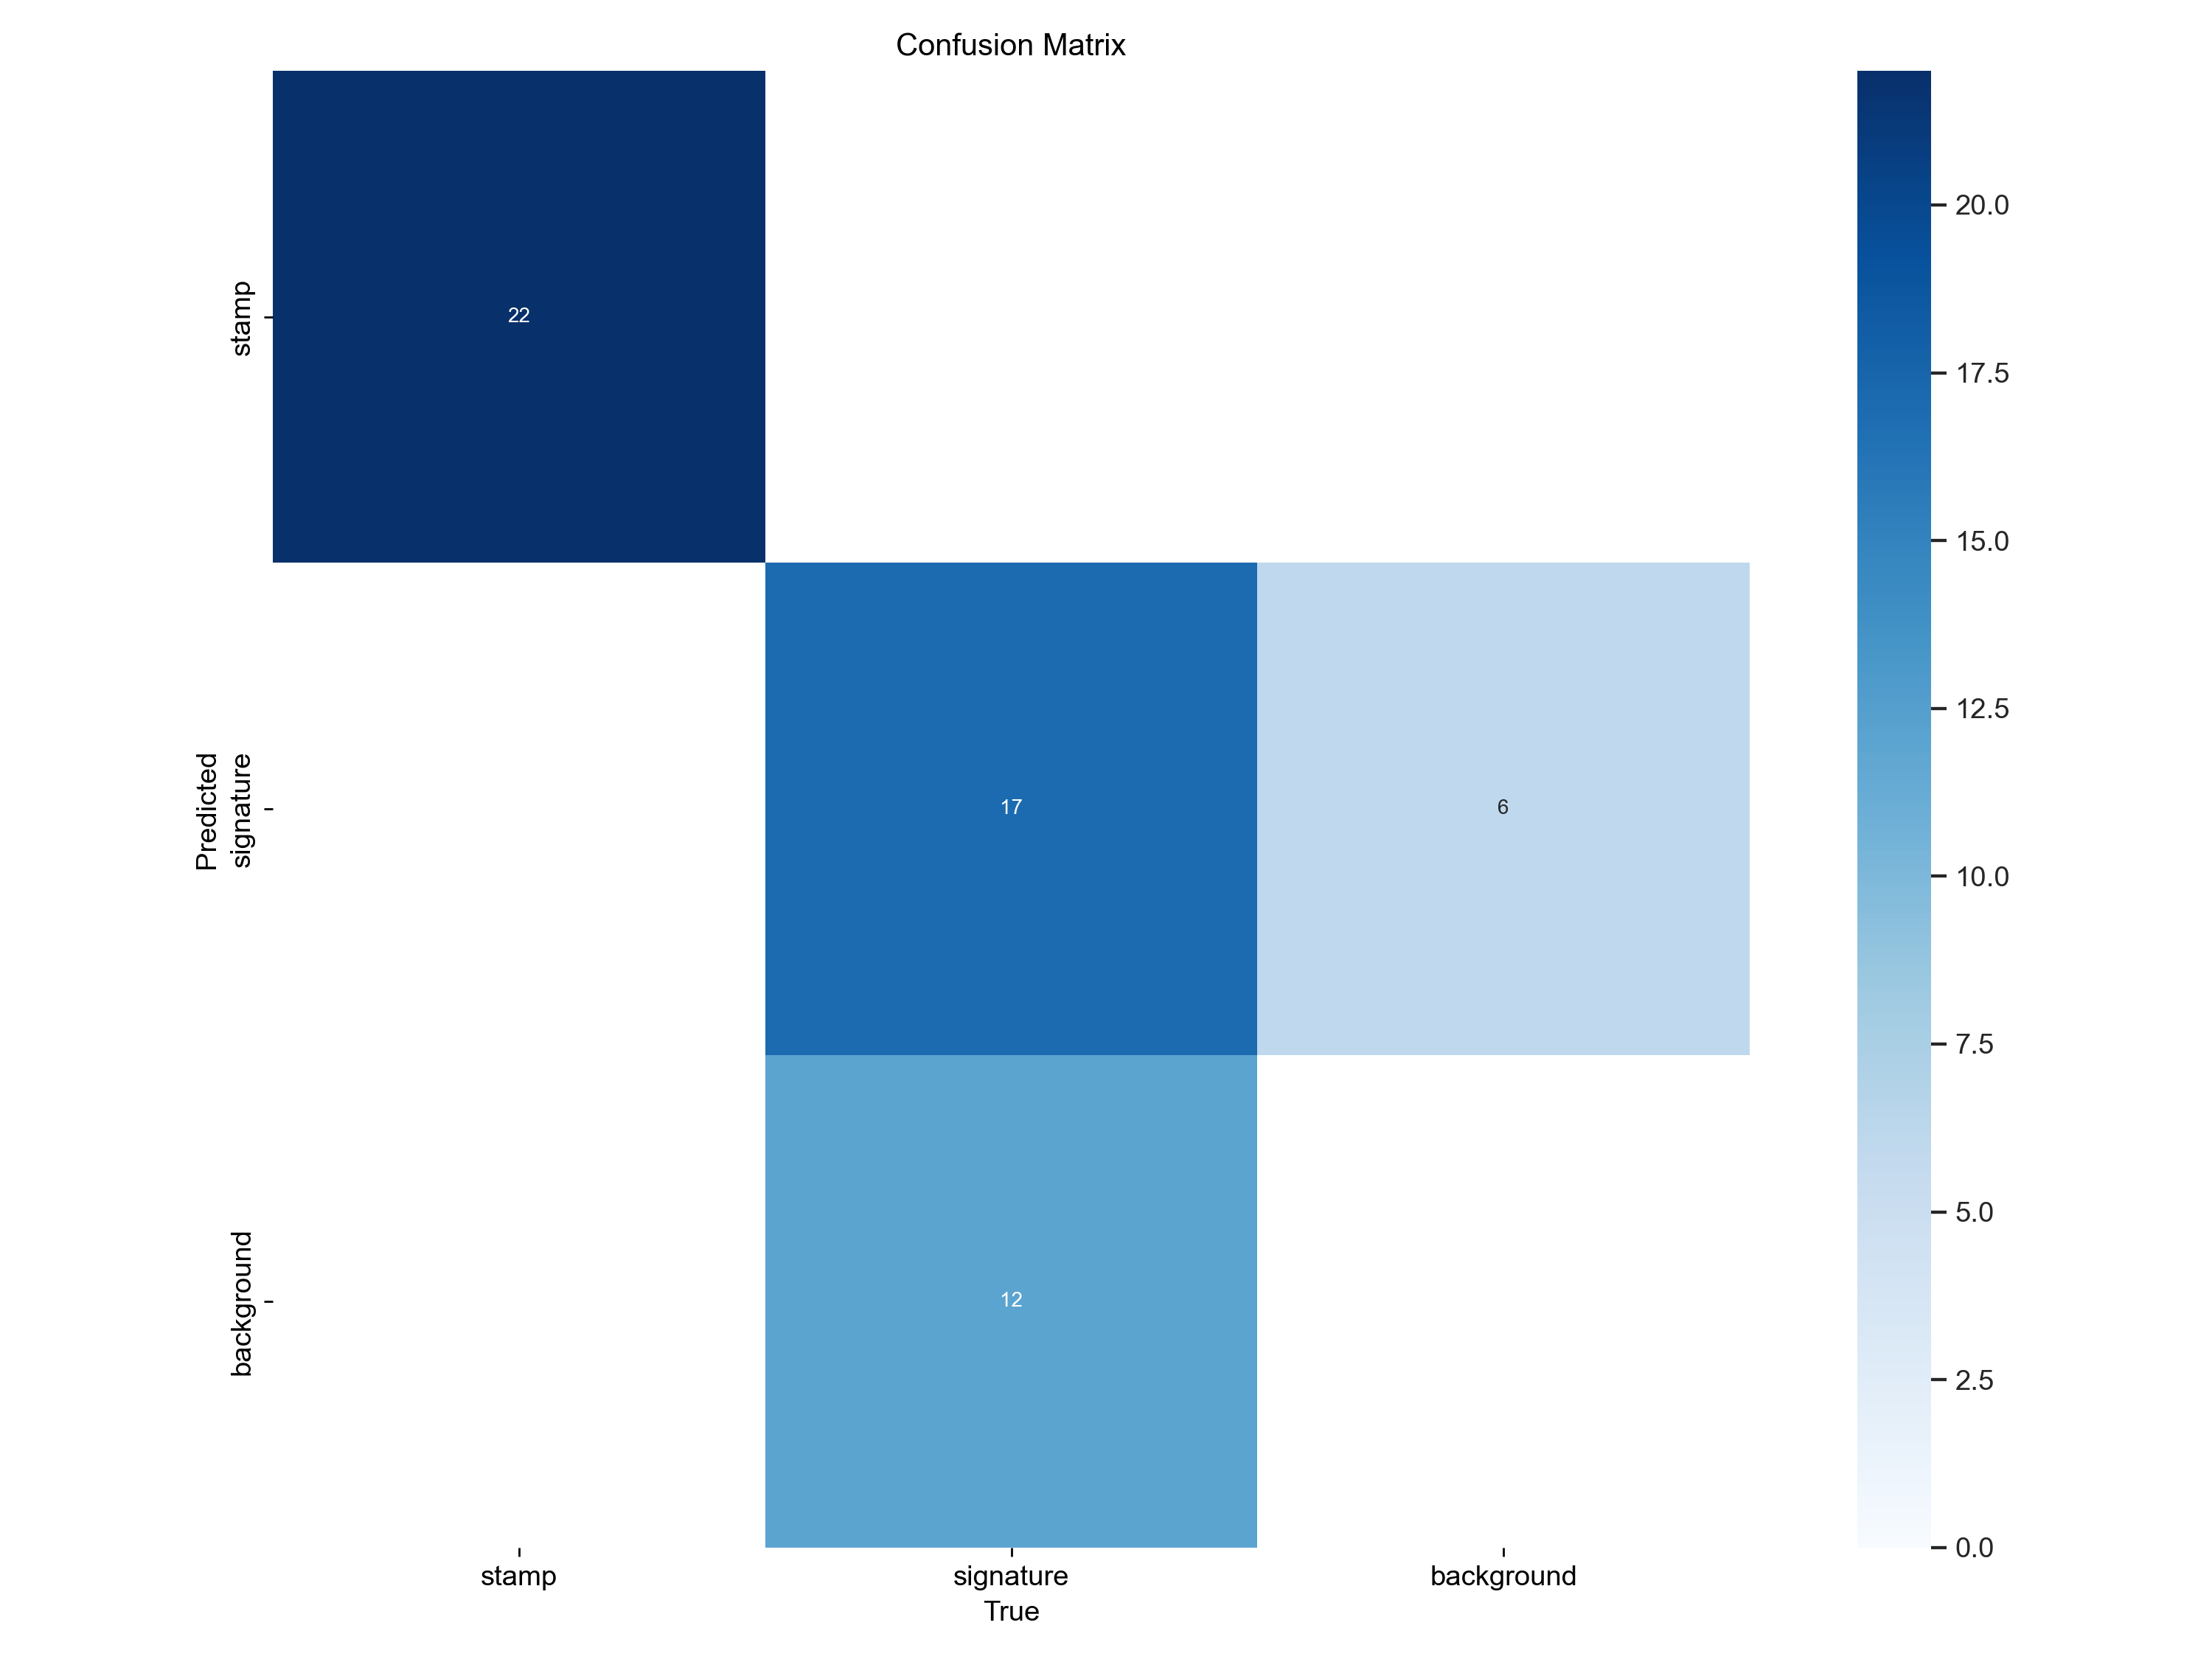 Confusion Matrix
stamp
22
Predicted
signature
17
6
background
12
stamp
signature
background
True
20.0
17.5
15.0
12.5
10.0
7.5
5.0
2.5
0.0